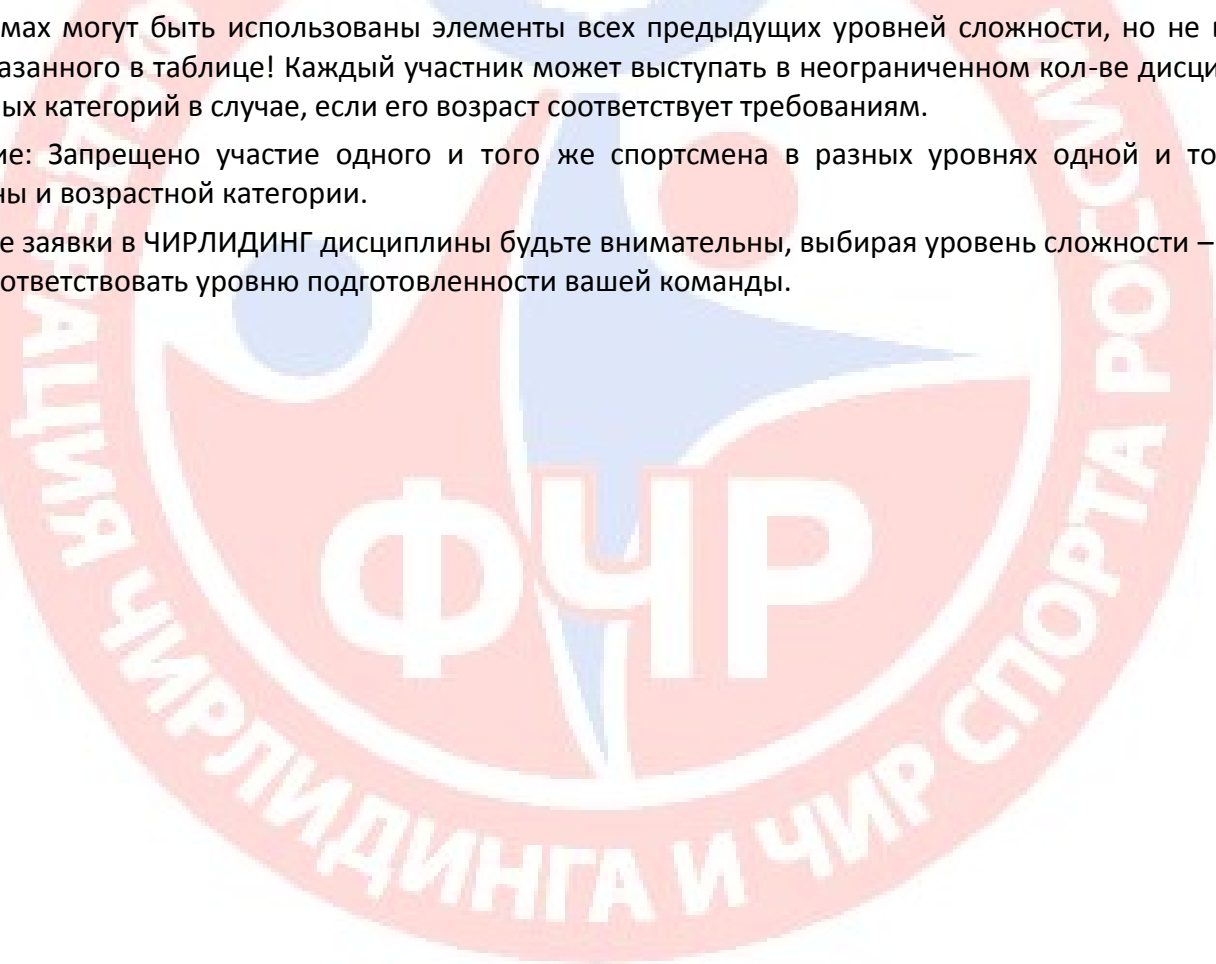 мах могут быть использованы элементы всех предыдущих уровней сложности, но не
азанного в таблице! Каждый участник может выступать в неограниченном кол-ве дисци
ых категорий в случае, если его возраст соответствует требованиям.
ие: Запрещено участие одного и того же спортсмена в разных уровнях одной и то
ны и возрастной категории.
е заявки в ЧИРЛИДИНГ дисциплины будьте внимательны, выбирая уровень сложности –
ответствовать уровню подготовленности вашей команды.
ФЧР
АЦИЯ ЧИРЛИДИНГА И ЧИР СПОРТА РОССИИ